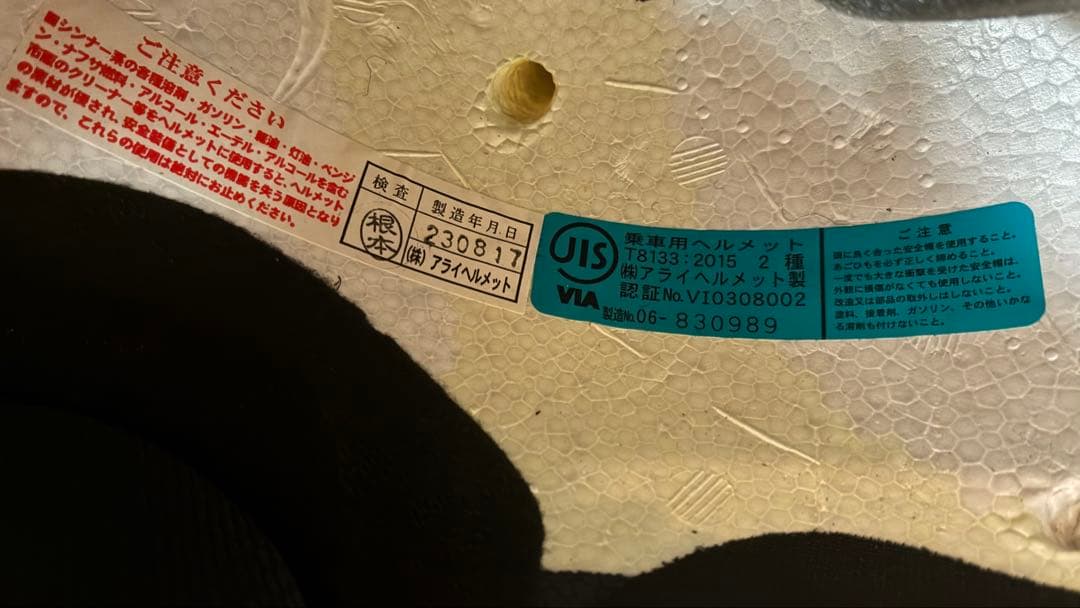 ご注意ください
■シンナー系の各種溶剤・ガソリン・軽油・灯油・ベンジ
ン・ナフサ燃料・アルコール・エーテル・アルコールを含む
市販のクリーナー等をヘルメットに使用すると、ヘルメット
の素材が侵され、安全装備としての機能を失う原因となり
ますので、これらの使用は絶対にお止めください。
検査
根本
製造年月日
230817
(株)アライヘルメット
JIS
VIA
乗車用ヘルメット
T8133:2015 2種
(株)アライヘルメット製
認証No.VI0308002
製造No.06-830989
ご注意
頭に良く合った安全帽を使用すること。
あごひもを必ず正しく締めること。
一度でも大きな衝撃を受けた安全帽は、
外観に損傷がなくても使用しないこと。
改造又は部品の取外しはしないこと。
塗料、接着剤、ガソリン、その他いかな
る溶剤も付けないこと。